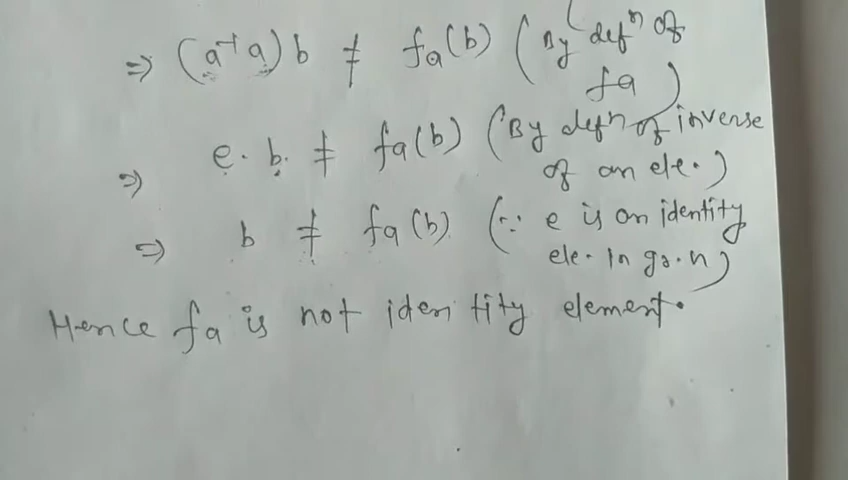 ⇒ (a⁻¹a)b ≠ fa(b) (By defⁿ of
fa)
⇒ e·b· ≠ fa(b) (By defⁿ of inverse
of an ele·)
⇒ b ≠ fa(b) (∵ e is an identity
ele· in
Hence fa is not identity element·